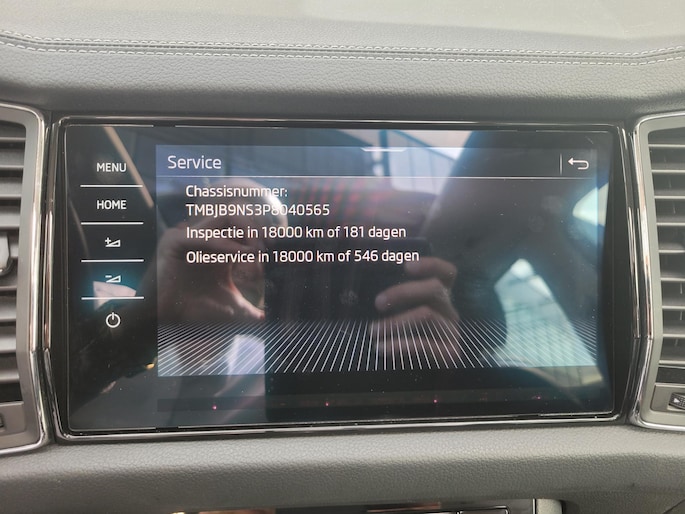 Service
MENU
HOME
Chassisnummer:
TMBJB9NS3P8040565
Inspectie in 18000 km of 181 dagen
Olieservice in 18000 km of 546 dagen